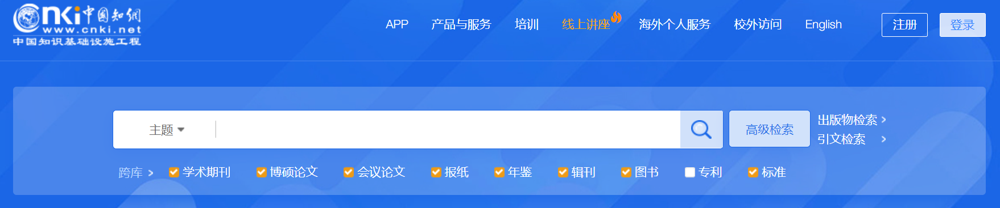 cnki中国知網
www.cnki.net
中国知识基础设施工程
APP 产品与服务 培训 线上讲座 海外个人服务 校外访问 English 注册 登录
主题 高级检索 出版物检索 >
引文检索 >
跨库 > 学术期刊 博硕论文 会议论文 报纸 年鉴 辑刊 图书 专利 标准